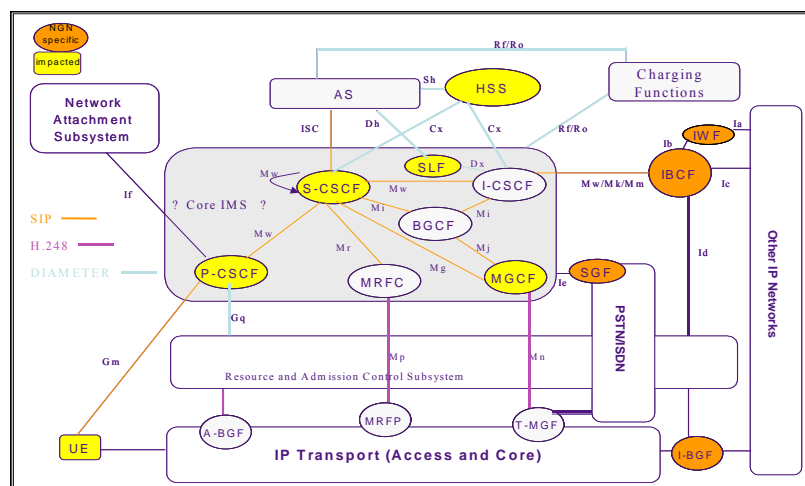 NGN
specific
impacted
Rf/Ro
Network
Attachment
Subsystem
AS
Sh
HSS
Charging
Functions
ISC
Dh
Cx
Cx
Rf/Ro
Ia
IWF
Ib
IBCF
Ic
Mw
SLF
Dx
S-CSCF
Mw
I-CSCF
Mw/Mk/Mm
If
? Core IMS ?
Mi
Mi
BGCF
SIP
Mw
Mr
Mj
Id
H.248
Mg
DIAMETER
P-CSCF
MRFC
MGCF
Ie
SGF
Other IP Networks
PSTN/ISDN
Gq
Gm
Mp
Mn
Resource and Admission Control Subsystem
A-BGF
MRFP
T-MGF
UE
IP Transport (Access and Core)
I-BGF